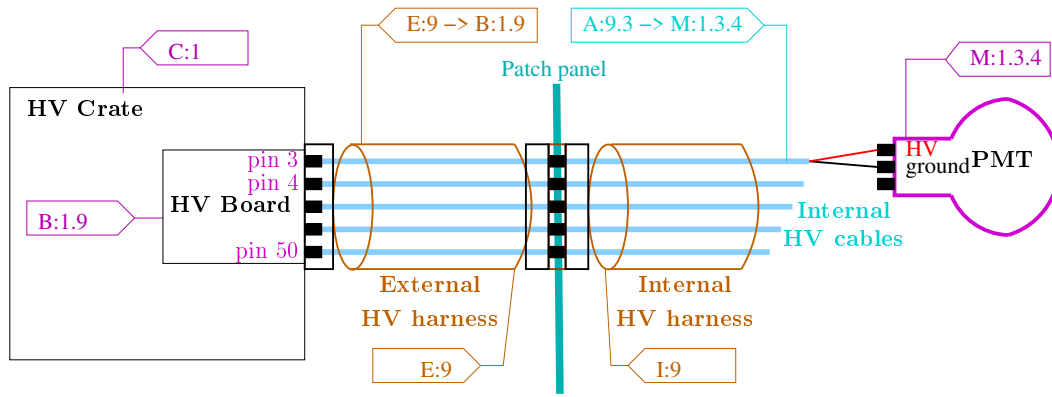 E:9 −> B:1.9
A:9.3 −> M:1.3.4
C:1
M:1.3.4
Patch panel
HV Crate
HV
pin 3
ground
PMT
pin 4
HV Board
B:1.9
Internal
HV cables
pin 50
External
HV harness
Internal
HV harness
E:9
I:9